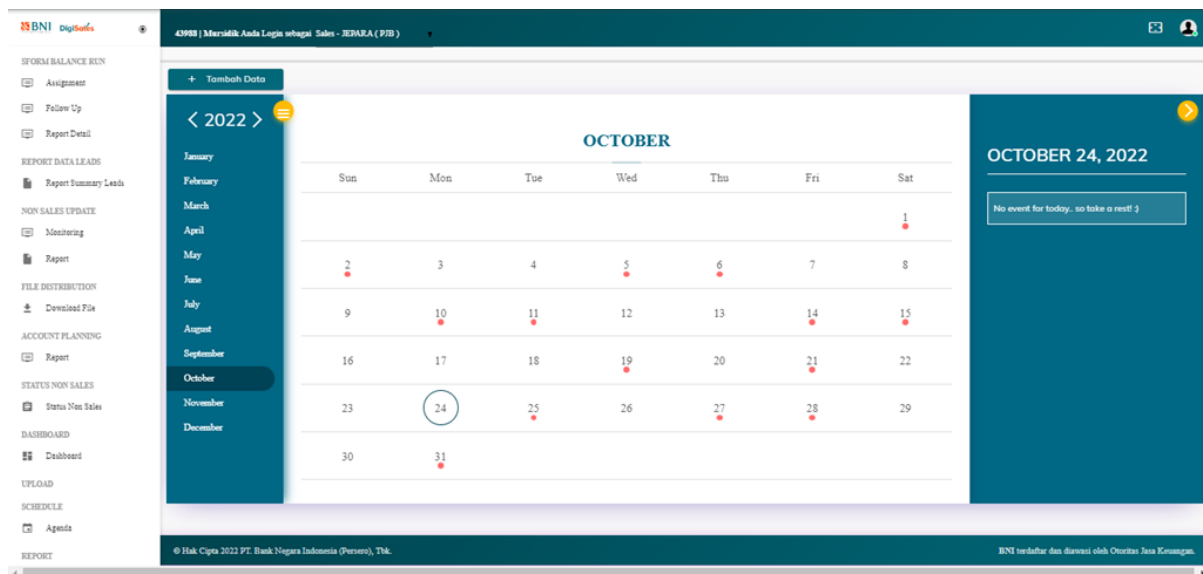 BNI DigiSales
43988 | Mursidik Anda Login sebagai Sales - JEPARA ( PJB )
SFORM BALANCE RUN
Assignment
Follow Up
Report Detail
REPORT DATA LEADS
Report Summary Leads
NON SALES UPDATE
Monitoring
Report
FILE DISTRIBUTION
Download File
ACCOUNT PLANNING
Report
STATUS NON SALES
Status Non Sales
DASHBOARD
Dashboard
UPLOAD
SCHEDULE
Agenda
REPORT
+ Tambah Data
< 2022 >
January
February
March
April
May
June
July
August
September
October
November
December
OCTOBER
Sun Mon Tue Wed Thu Fri Sat
1
2 3 4 5 6 7 8
9 10 11 12 13 14 15
16 17 18 19 20 21 22
23 24 25 26 27 28 29
30 31
OCTOBER 24, 2022
No event for today.. so take a rest! :)
© Hak Cipta 2022 PT. Bank Negara Indonesia (Persero), Tbk.
BNI terdaftar dan diawasi oleh Otoritas Jasa Keuangan.